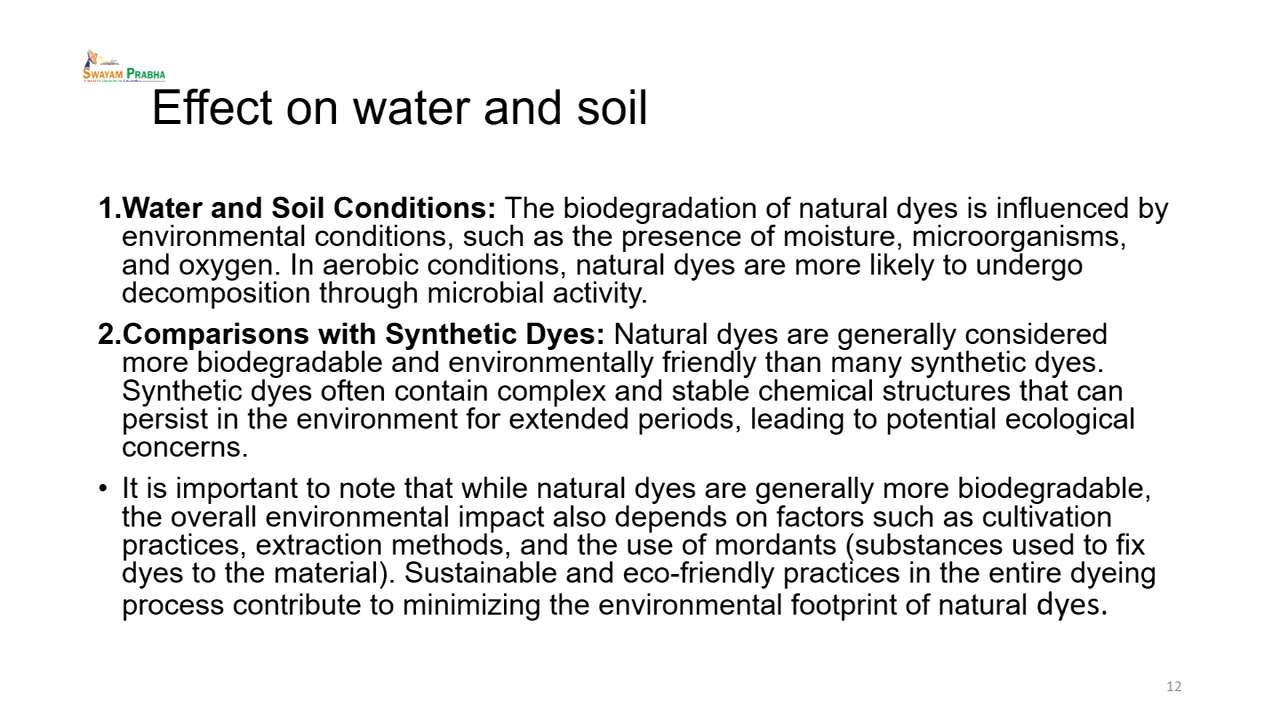 SWAYAM PRABHA
Effect on water and soil
1.Water and Soil Conditions: The biodegradation of natural dyes is influenced by
environmental conditions, such as the presence of moisture, microorganisms,
and oxygen. In aerobic conditions, natural dyes are more likely to undergo
decomposition through microbial activity.
2.Comparisons with Synthetic Dyes: Natural dyes are generally considered
more biodegradable and environmentally friendly than many synthetic dyes.
Synthetic dyes often contain complex and stable chemical structures that can
persist in the environment for extended periods, leading to potential ecological
concerns.
• It is important to note that while natural dyes are generally more biodegradable,
the overall environmental impact also depends on factors such as cultivation
practices, extraction methods, and the use of mordants (substances used to fix
dyes to the material). Sustainable and eco-friendly practices in the entire dyeing
process contribute to minimizing the environmental footprint of natural dyes.
12